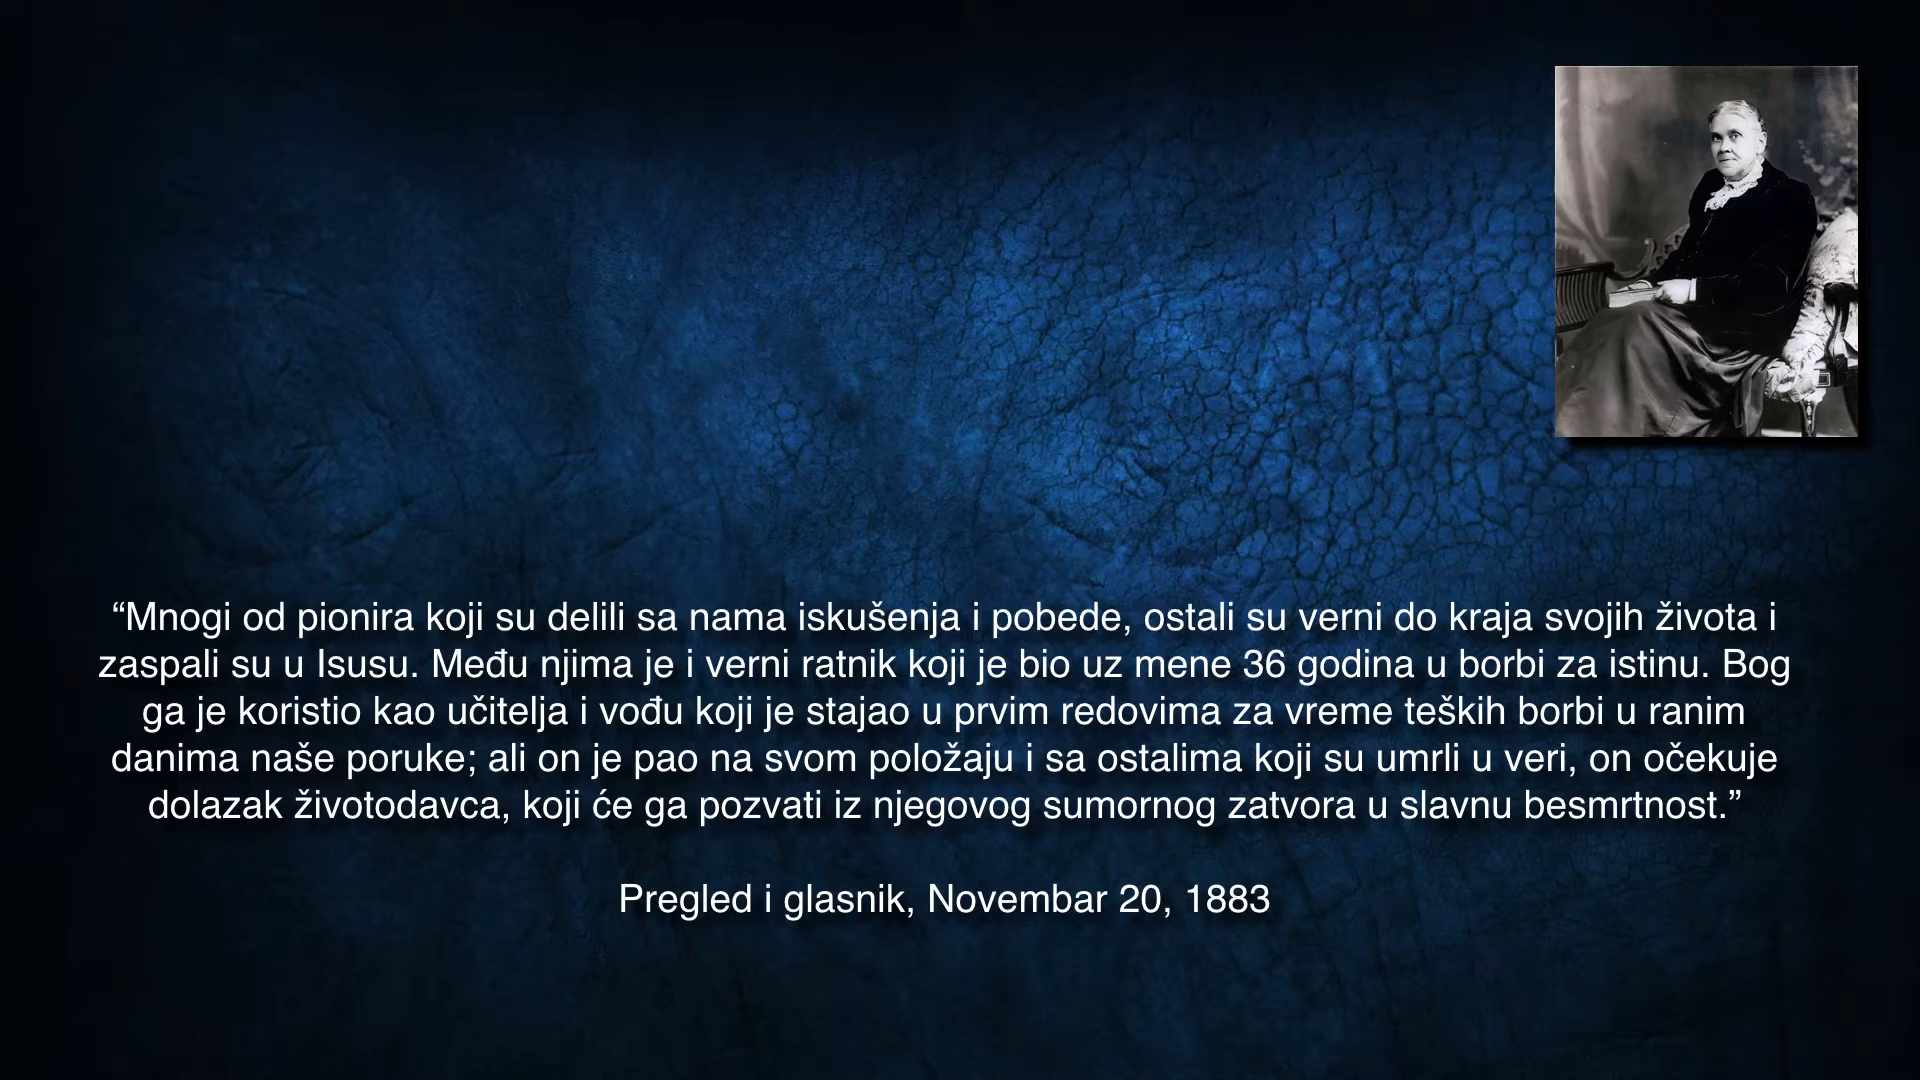 “Mnogi od pionira koji su delili sa nama iskušenja i pobede, ostali su verni do kraja svojih života i
zaspali su u Isusu. Među njima je i verni ratnik koji je bio uz mene 36 godina u borbi za istinu. Bog
ga je koristio kao učitelja i vođu koji je stajao u prvim redovima za vreme teških borbi u ranim
danima naše poruke; ali on je pao na svom položaju i sa ostalima koji su umrli u veri, on očekuje
dolazak životodavca, koji će ga pozvati iz njegovog sumornog zatvora u slavnu besmrtnost.”
Pregled i glasnik, Novembar 20, 1883